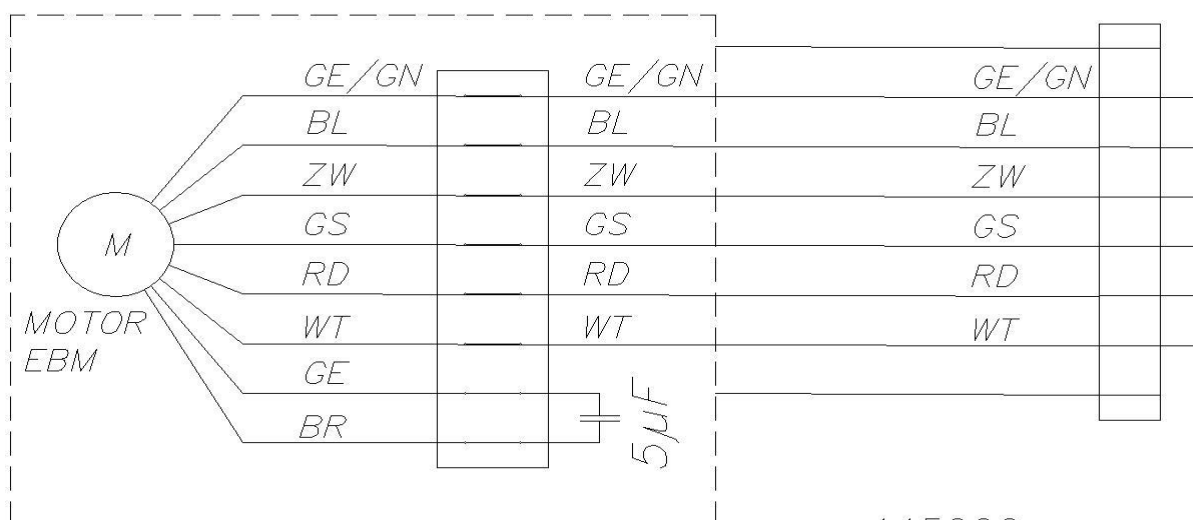 GE/GN GE/GN GE/GN
BL BL BL
ZW ZW ZW
GS GS GS
M
RD RD RD
MOTOR WT WT WT
EBM
GE
BR
5µF